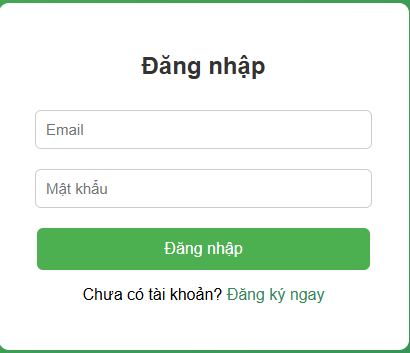 Đăng nhập
Email
Mật khẩu
Đăng nhập
Chưa có tài khoản? Đăng ký ngay